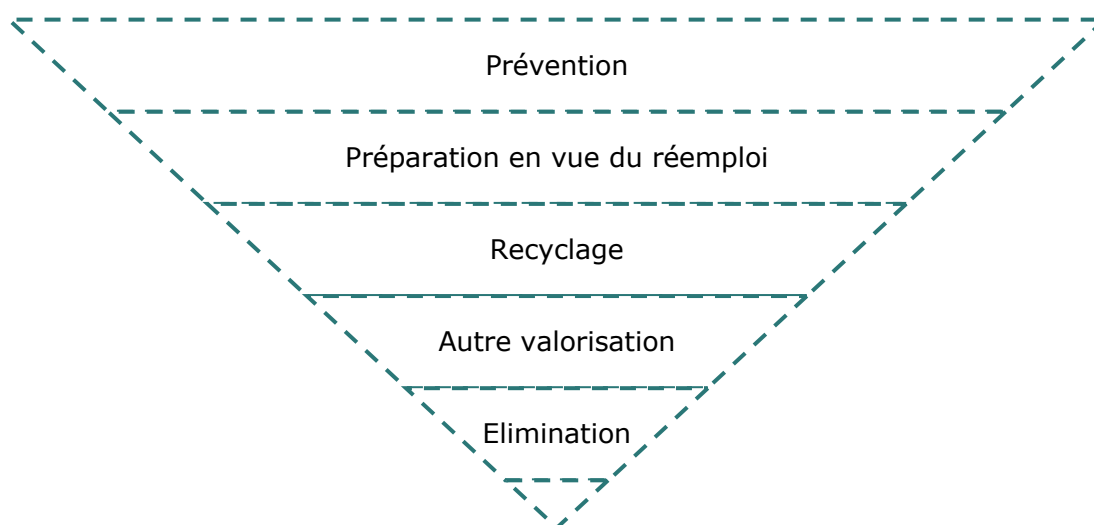 Prévention
Préparation en vue du réemploi
Recyclage
Autre valorisation
Elimination